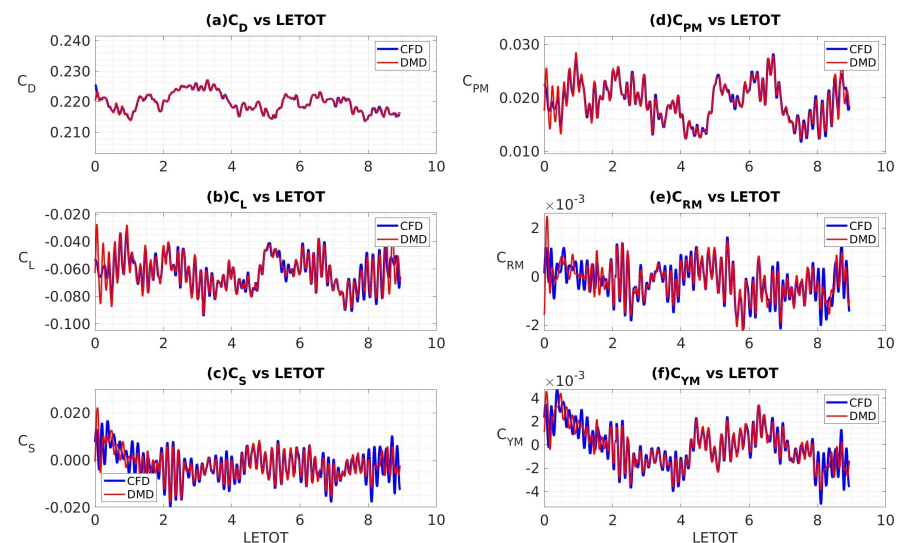 (a)C_D vs LETOT
0.240
0.230
0.220
0.210
C_D
CFD
DMD
0 2 4 6 8 10
(b)C_L vs LETOT
-0.020
-0.040
-0.060
-0.080
-0.100
C_L
CFD
DMD
0 2 4 6 8 10
(c)C_S vs LETOT
0.020
0.000
-0.020
C_S
CFD
DMD
0 2 4 6 8 10
LETOT
(d)C_PM vs LETOT
0.030
0.020
0.010
C_PM
CFD
DMD
0 2 4 6 8 10
(e)C_RM vs LETOT
×10^-3
2
0
-2
C_RM
CFD
DMD
0 2 4 6 8 10
(f)C_YM vs LETOT
×10^-3
4
2
0
-2
-4
C_YM
CFD
DMD
0 2 4 6 8 10
LETOT